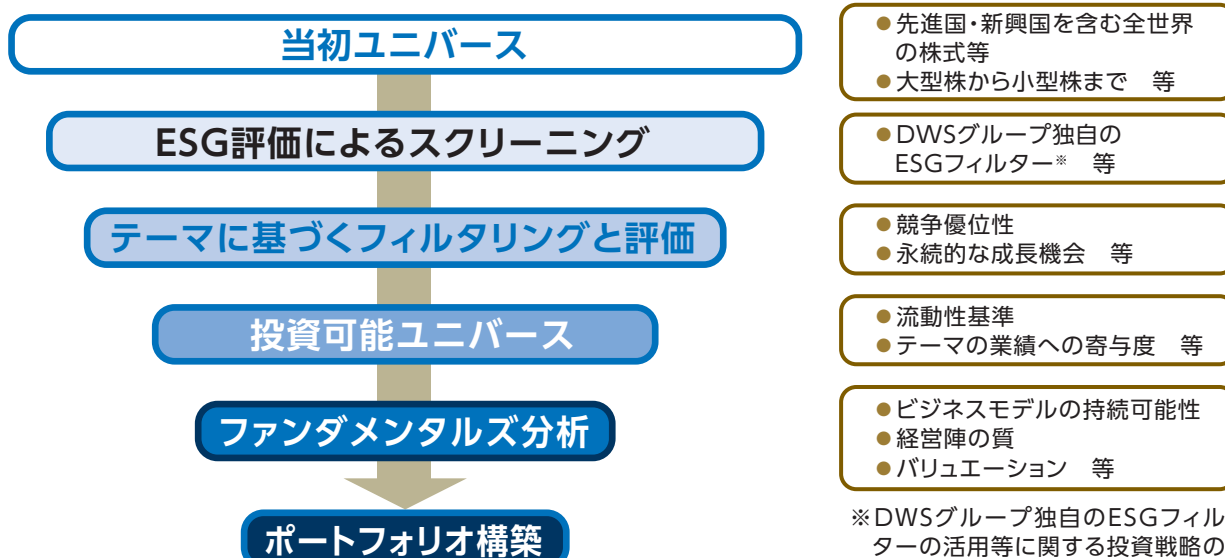 当初ユニバース
●先進国・新興国を含む全世界
の株式等
●大型株から小型株まで　等
ESG評価によるスクリーニング
●DWSグループ独自の
ESGフィルター※　等
テーマに基づくフィルタリングと評価
●競争優位性
●永続的な成長機会　等
投資可能ユニバース
●流動性基準
●テーマの業績への寄与度　等
ファンダメンタルズ分析
●ビジネスモデルの持続可能性
●経営陣の質
●バリュエーション　等
ポートフォリオ構築
※DWSグループ独自のESGフィル
ターの活用等に関する投資戦略の